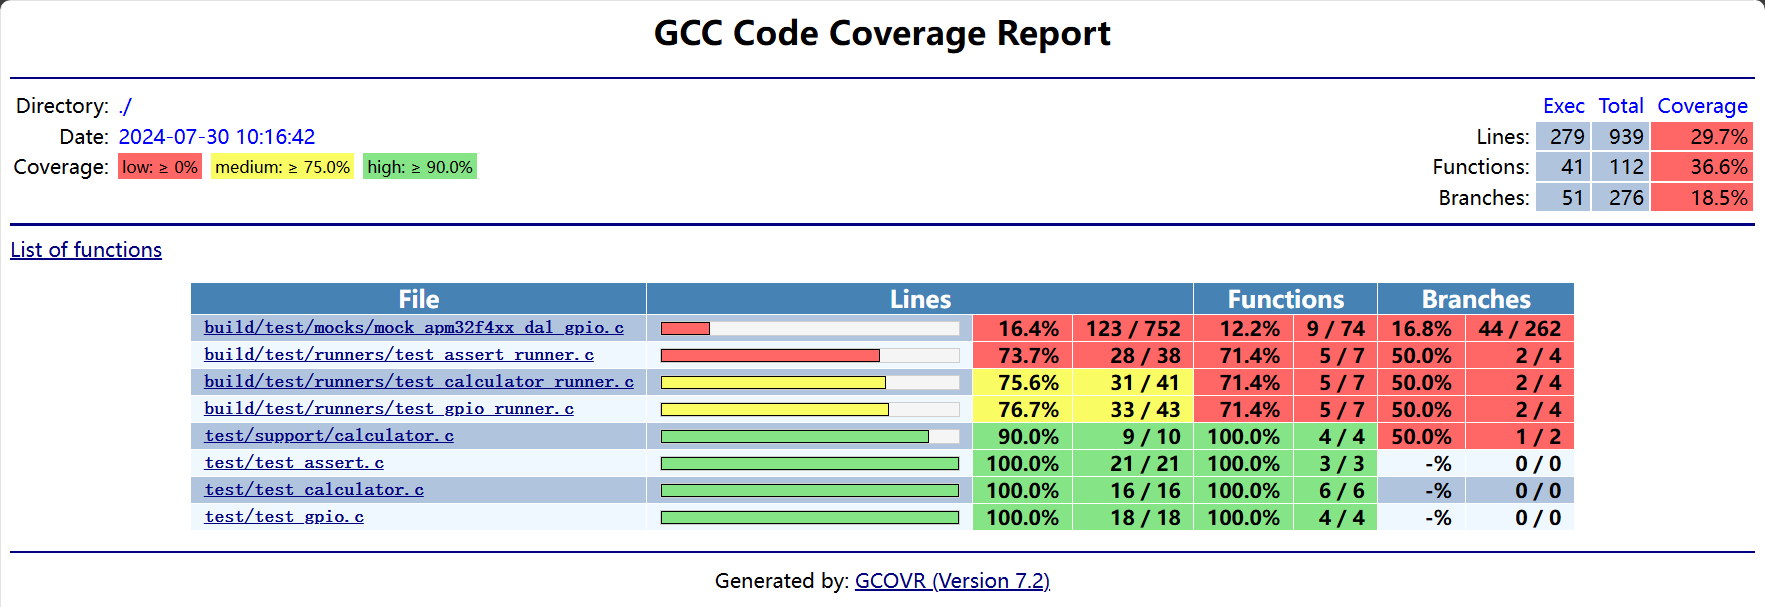 GCC Code Coverage Report
Directory: ./
Date: 2024-07-30 10:16:42
Coverage: low: ≥ 0% medium: ≥ 75.0% high: ≥ 90.0%
Exec Total Coverage
Lines: 279 939 29.7%
Functions: 41 112 36.6%
Branches: 51 276 18.5%
List of functions
File Lines Functions Branches
build/test/mocks/mock_apm32f4xx_dal_gpio.c 16.4% 123 / 752 12.2% 9 / 74 16.8% 44 / 262
build/test/runners/test_assert_runner.c 73.7% 28 / 38 71.4% 5 / 7 50.0% 2 / 4
build/test/runners/test_calculator_runner.c 75.6% 31 / 41 71.4% 5 / 7 50.0% 2 / 4
build/test/runners/test_gpio_runner.c 76.7% 33 / 43 71.4% 5 / 7 50.0% 2 / 4
test/support/calculator.c 90.0% 9 / 10 100.0% 4 / 4 50.0% 1 / 2
test/test_assert.c 100.0% 21 / 21 100.0% 3 / 3 -% 0 / 0
test/test_calculator.c 100.0% 16 / 16 100.0% 6 / 6 -% 0 / 0
test/test_gpio.c 100.0% 18 / 18 100.0% 4 / 4 -% 0 / 0
Generated by: GCOVR (Version 7.2)